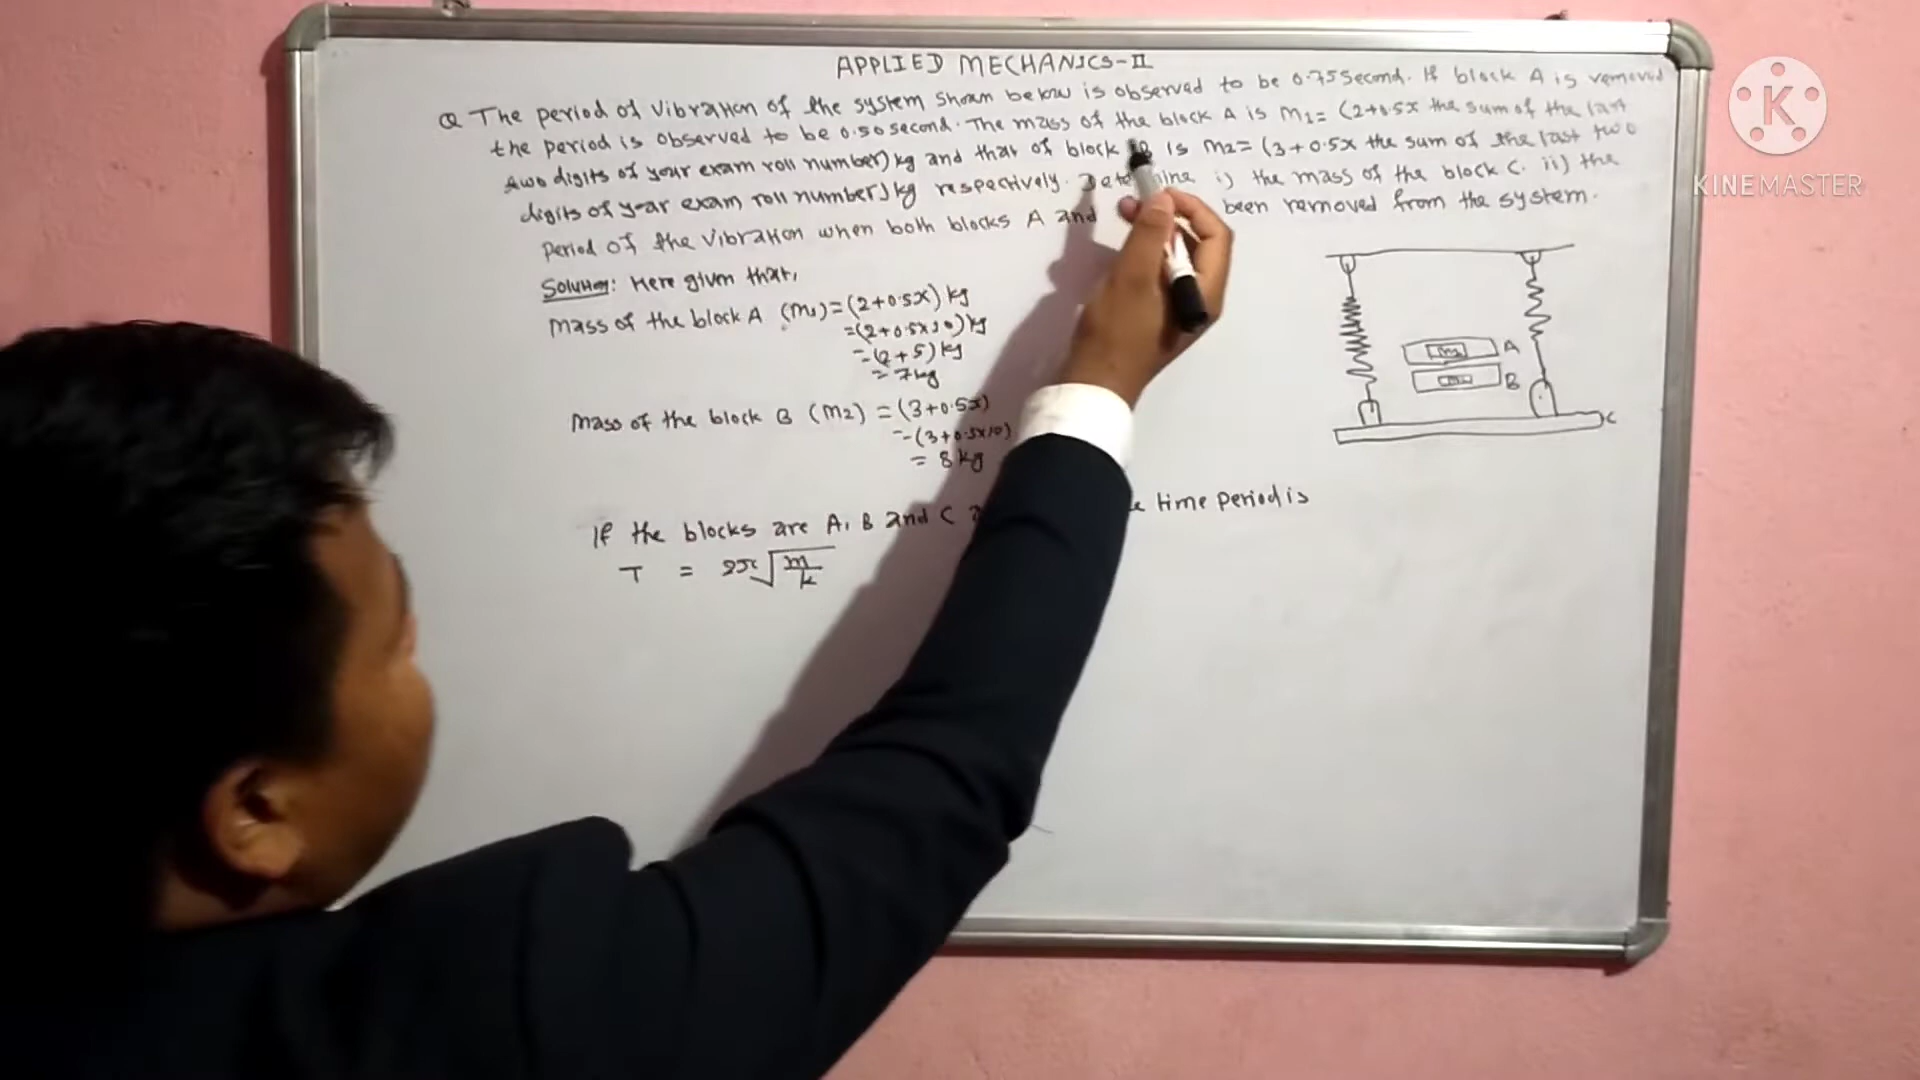 APPLIED MECHANICS-II
Q The period of vibration of the system shown below is observed to be 0.75 second. If block A is removed
the period is observed to be 0.50 second. The mass of the block A is m1 = (2+0.5x the sum of the last
two digits of your exam roll number) kg and that of block B is m2 = (3+0.5x the sum of the last two
digits of your exam roll number) kg respectively. i) the mass of the block C. ii) the
period of the vibration when both blocks A and been removed from the system.
Solution: Here given that,
Mass of the block A (m1) = (2+0.5x) kg
= (2+0.5x10) kg
= (2+5) kg
= 7kg
Mass of the block B (m2) = (3+0.5x)
= (3+0.5x10)
= 8 kg
If the blocks are A, B and C time period is
T = 2π√m/k
A
B
C
K
KINEMASTER